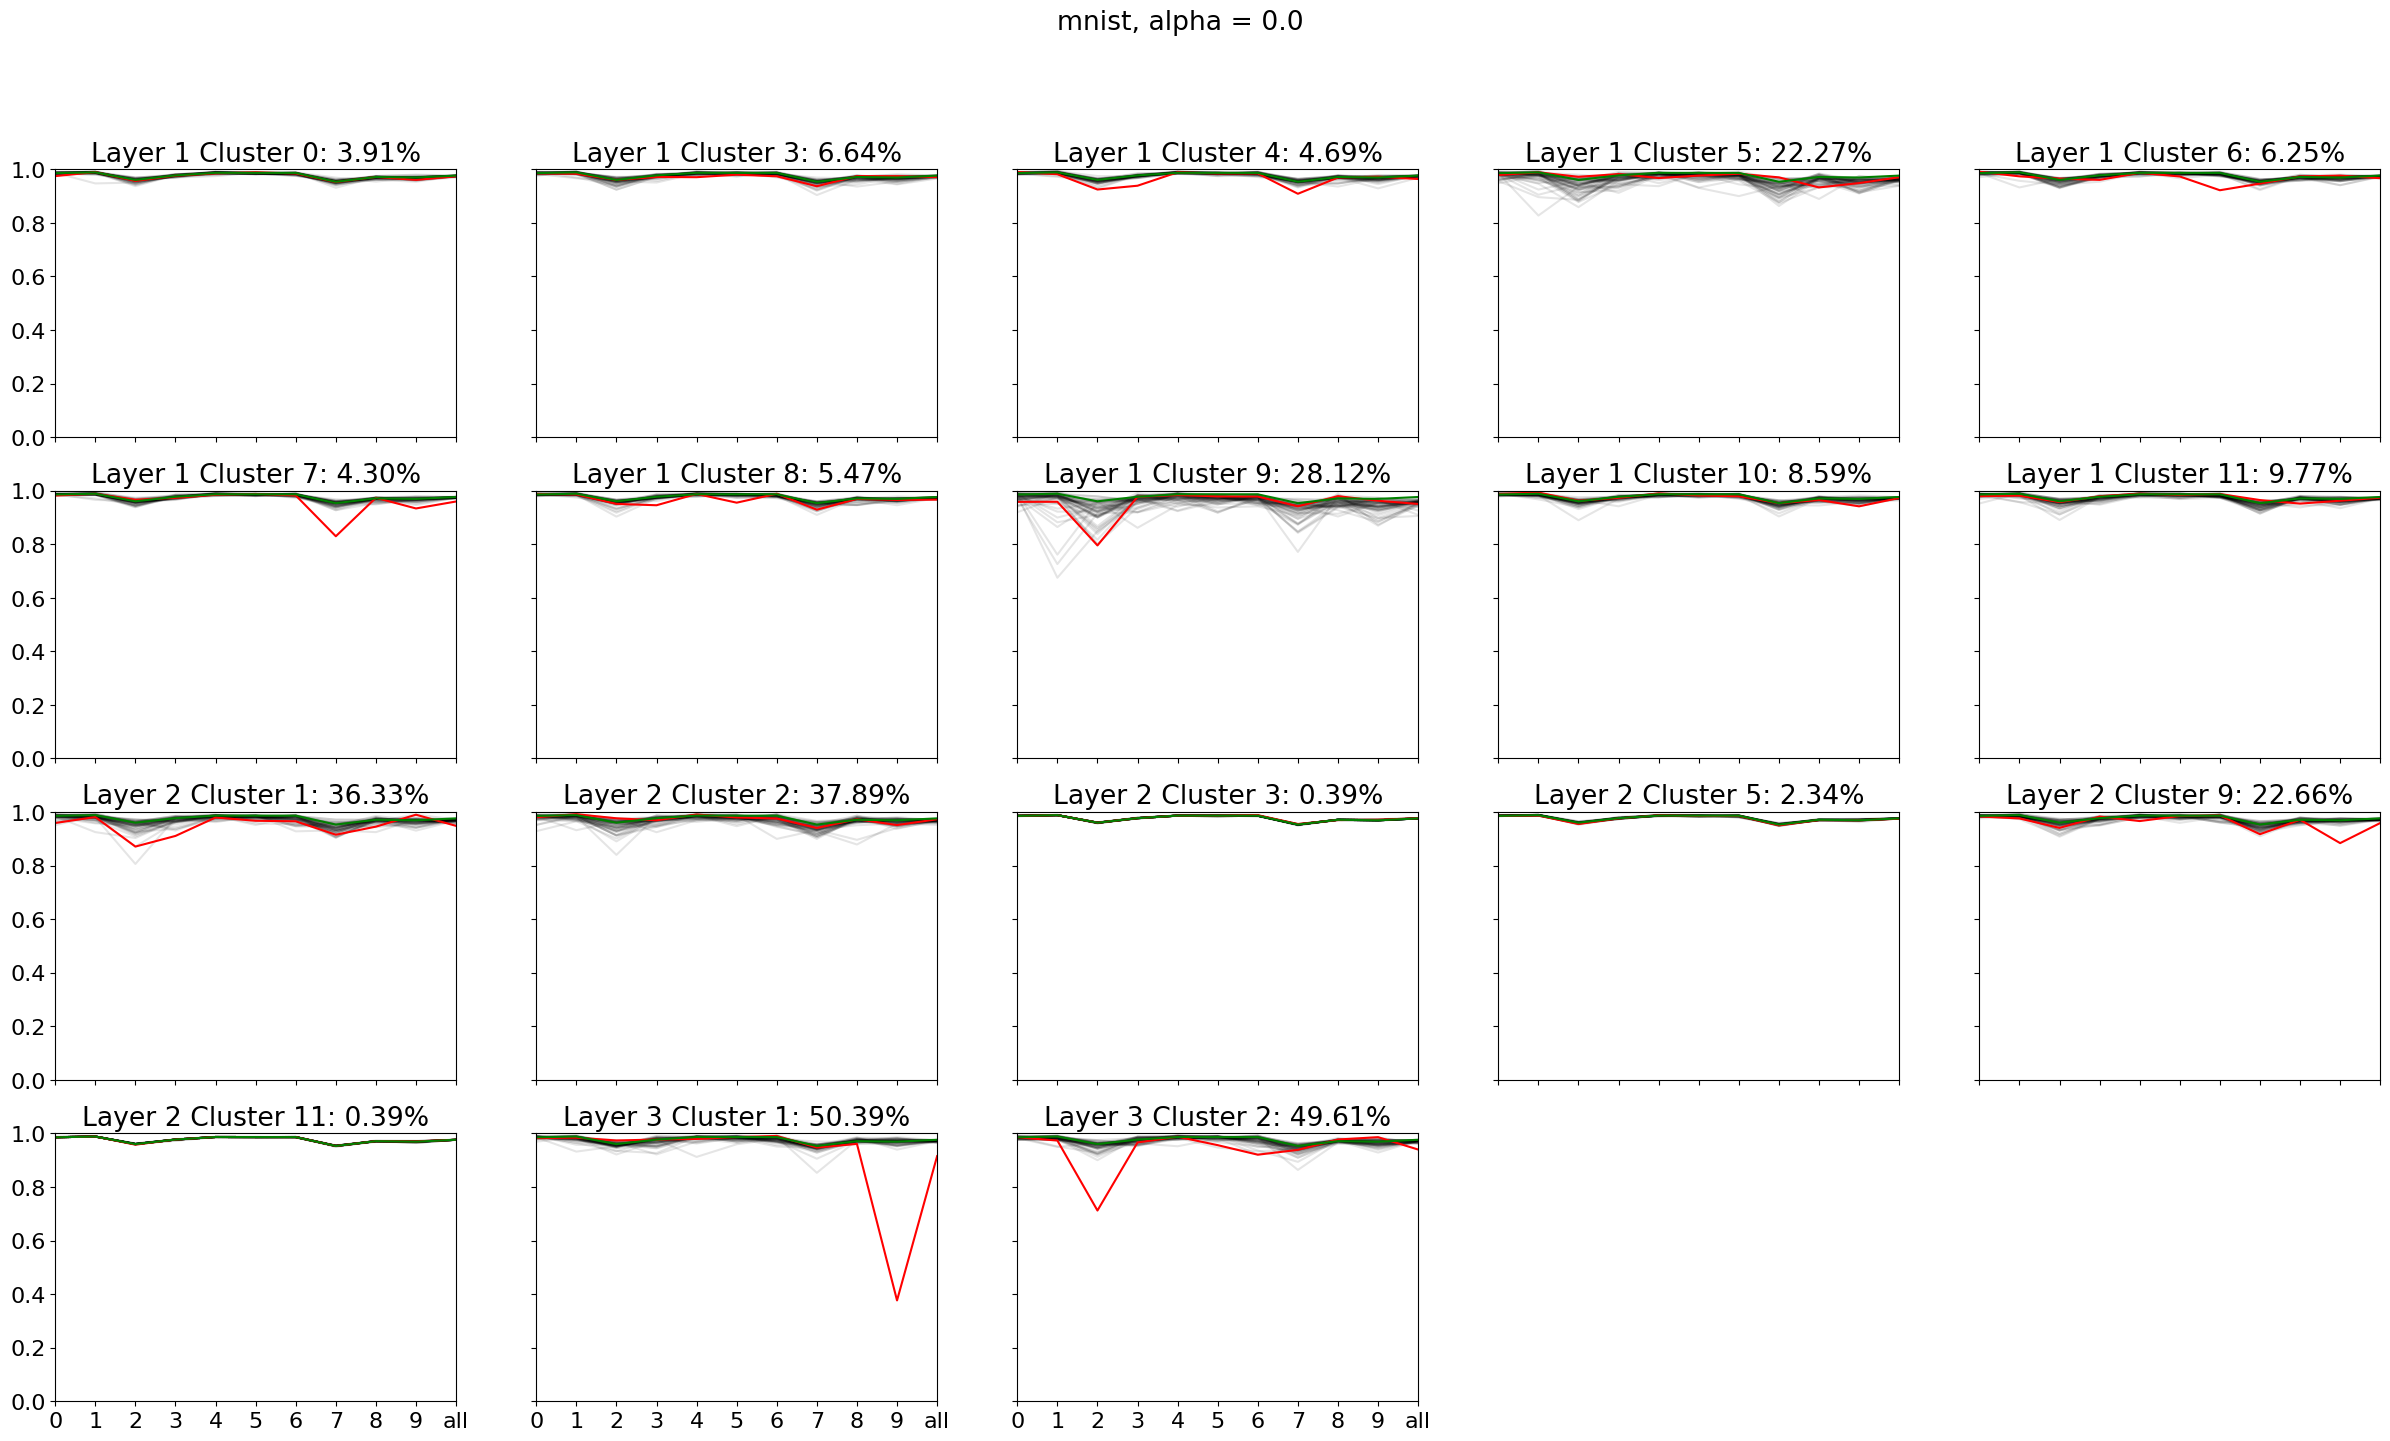 mnist, alpha = 0.0
Layer 1 Cluster 0: 3.91%
Layer 1 Cluster 3: 6.64%
Layer 1 Cluster 4: 4.69%
Layer 1 Cluster 5: 22.27%
Layer 1 Cluster 6: 6.25%
1.0
0.8
0.6
0.4
0.2
0.0
Layer 1 Cluster 7: 4.30%
Layer 1 Cluster 8: 5.47%
Layer 1 Cluster 9: 28.12%
Layer 1 Cluster 10: 8.59%
Layer 1 Cluster 11: 9.77%
1.0
0.8
0.6
0.4
0.2
0.0
Layer 2 Cluster 1: 36.33%
Layer 2 Cluster 2: 37.89%
Layer 2 Cluster 3: 0.39%
Layer 2 Cluster 5: 2.34%
Layer 2 Cluster 9: 22.66%
1.0
0.8
0.6
0.4
0.2
0.0
Layer 2 Cluster 11: 0.39%
Layer 3 Cluster 1: 50.39%
Layer 3 Cluster 2: 49.61%
1.0
0.8
0.6
0.4
0.2
0.0
0 1 2 3 4 5 6 7 8 9 all
0 1 2 3 4 5 6 7 8 9 all
0 1 2 3 4 5 6 7 8 9 all